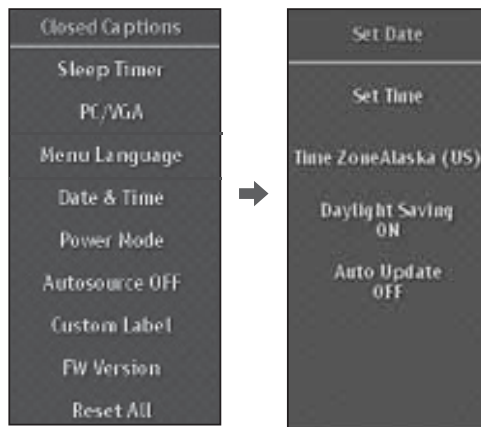 Closed Captions
Sleep Timer
PC/VGA
Menu Language
Date & Time
Power Mode
Autosource OFF
Custom Label
FW Version
Reset All
Set Date
Set Time
Time ZoneAlaska (US)
Daylight Saving
ON
Auto Update
OFF